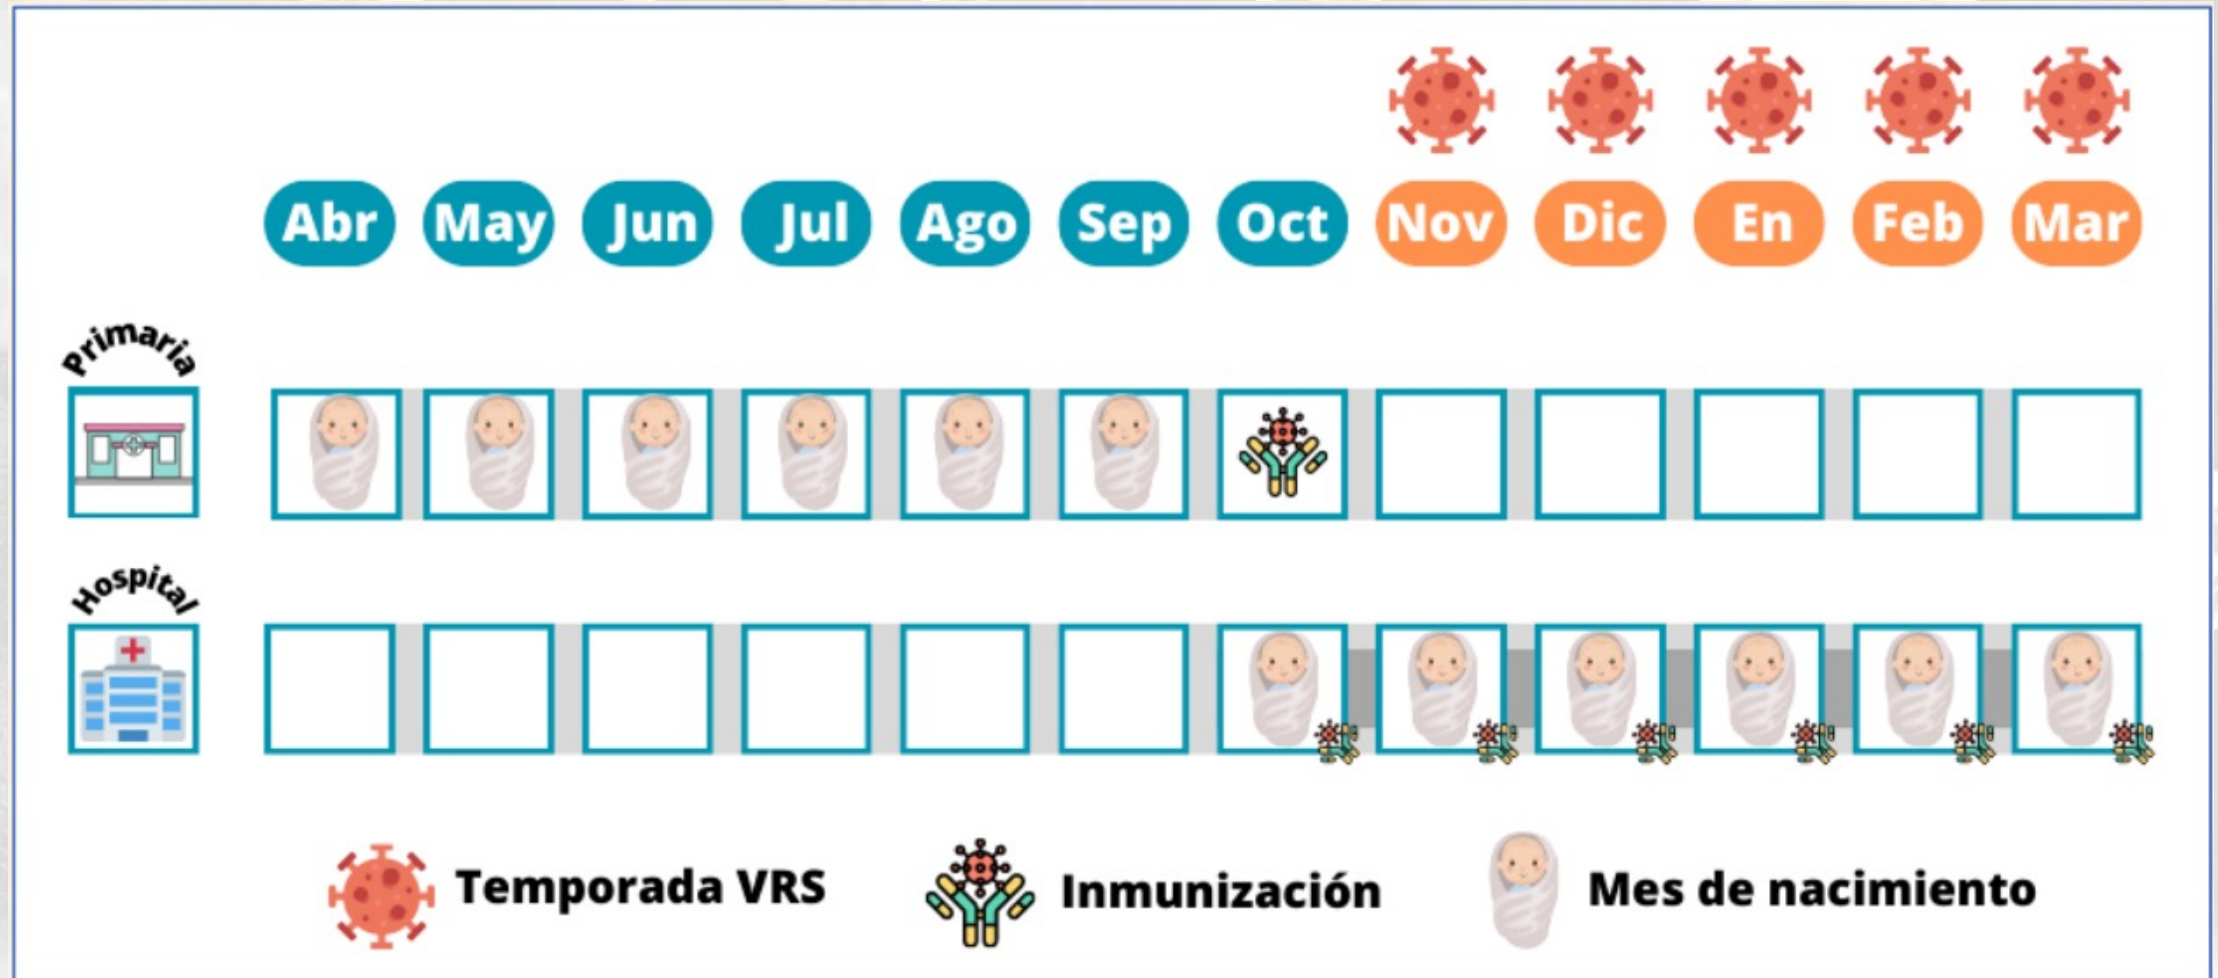 Abr May Jun Jul Ago Sep Oct Nov Dic En Feb Mar
Primaria
Hospital
Temporada VRS Inmunización Mes de nacimiento